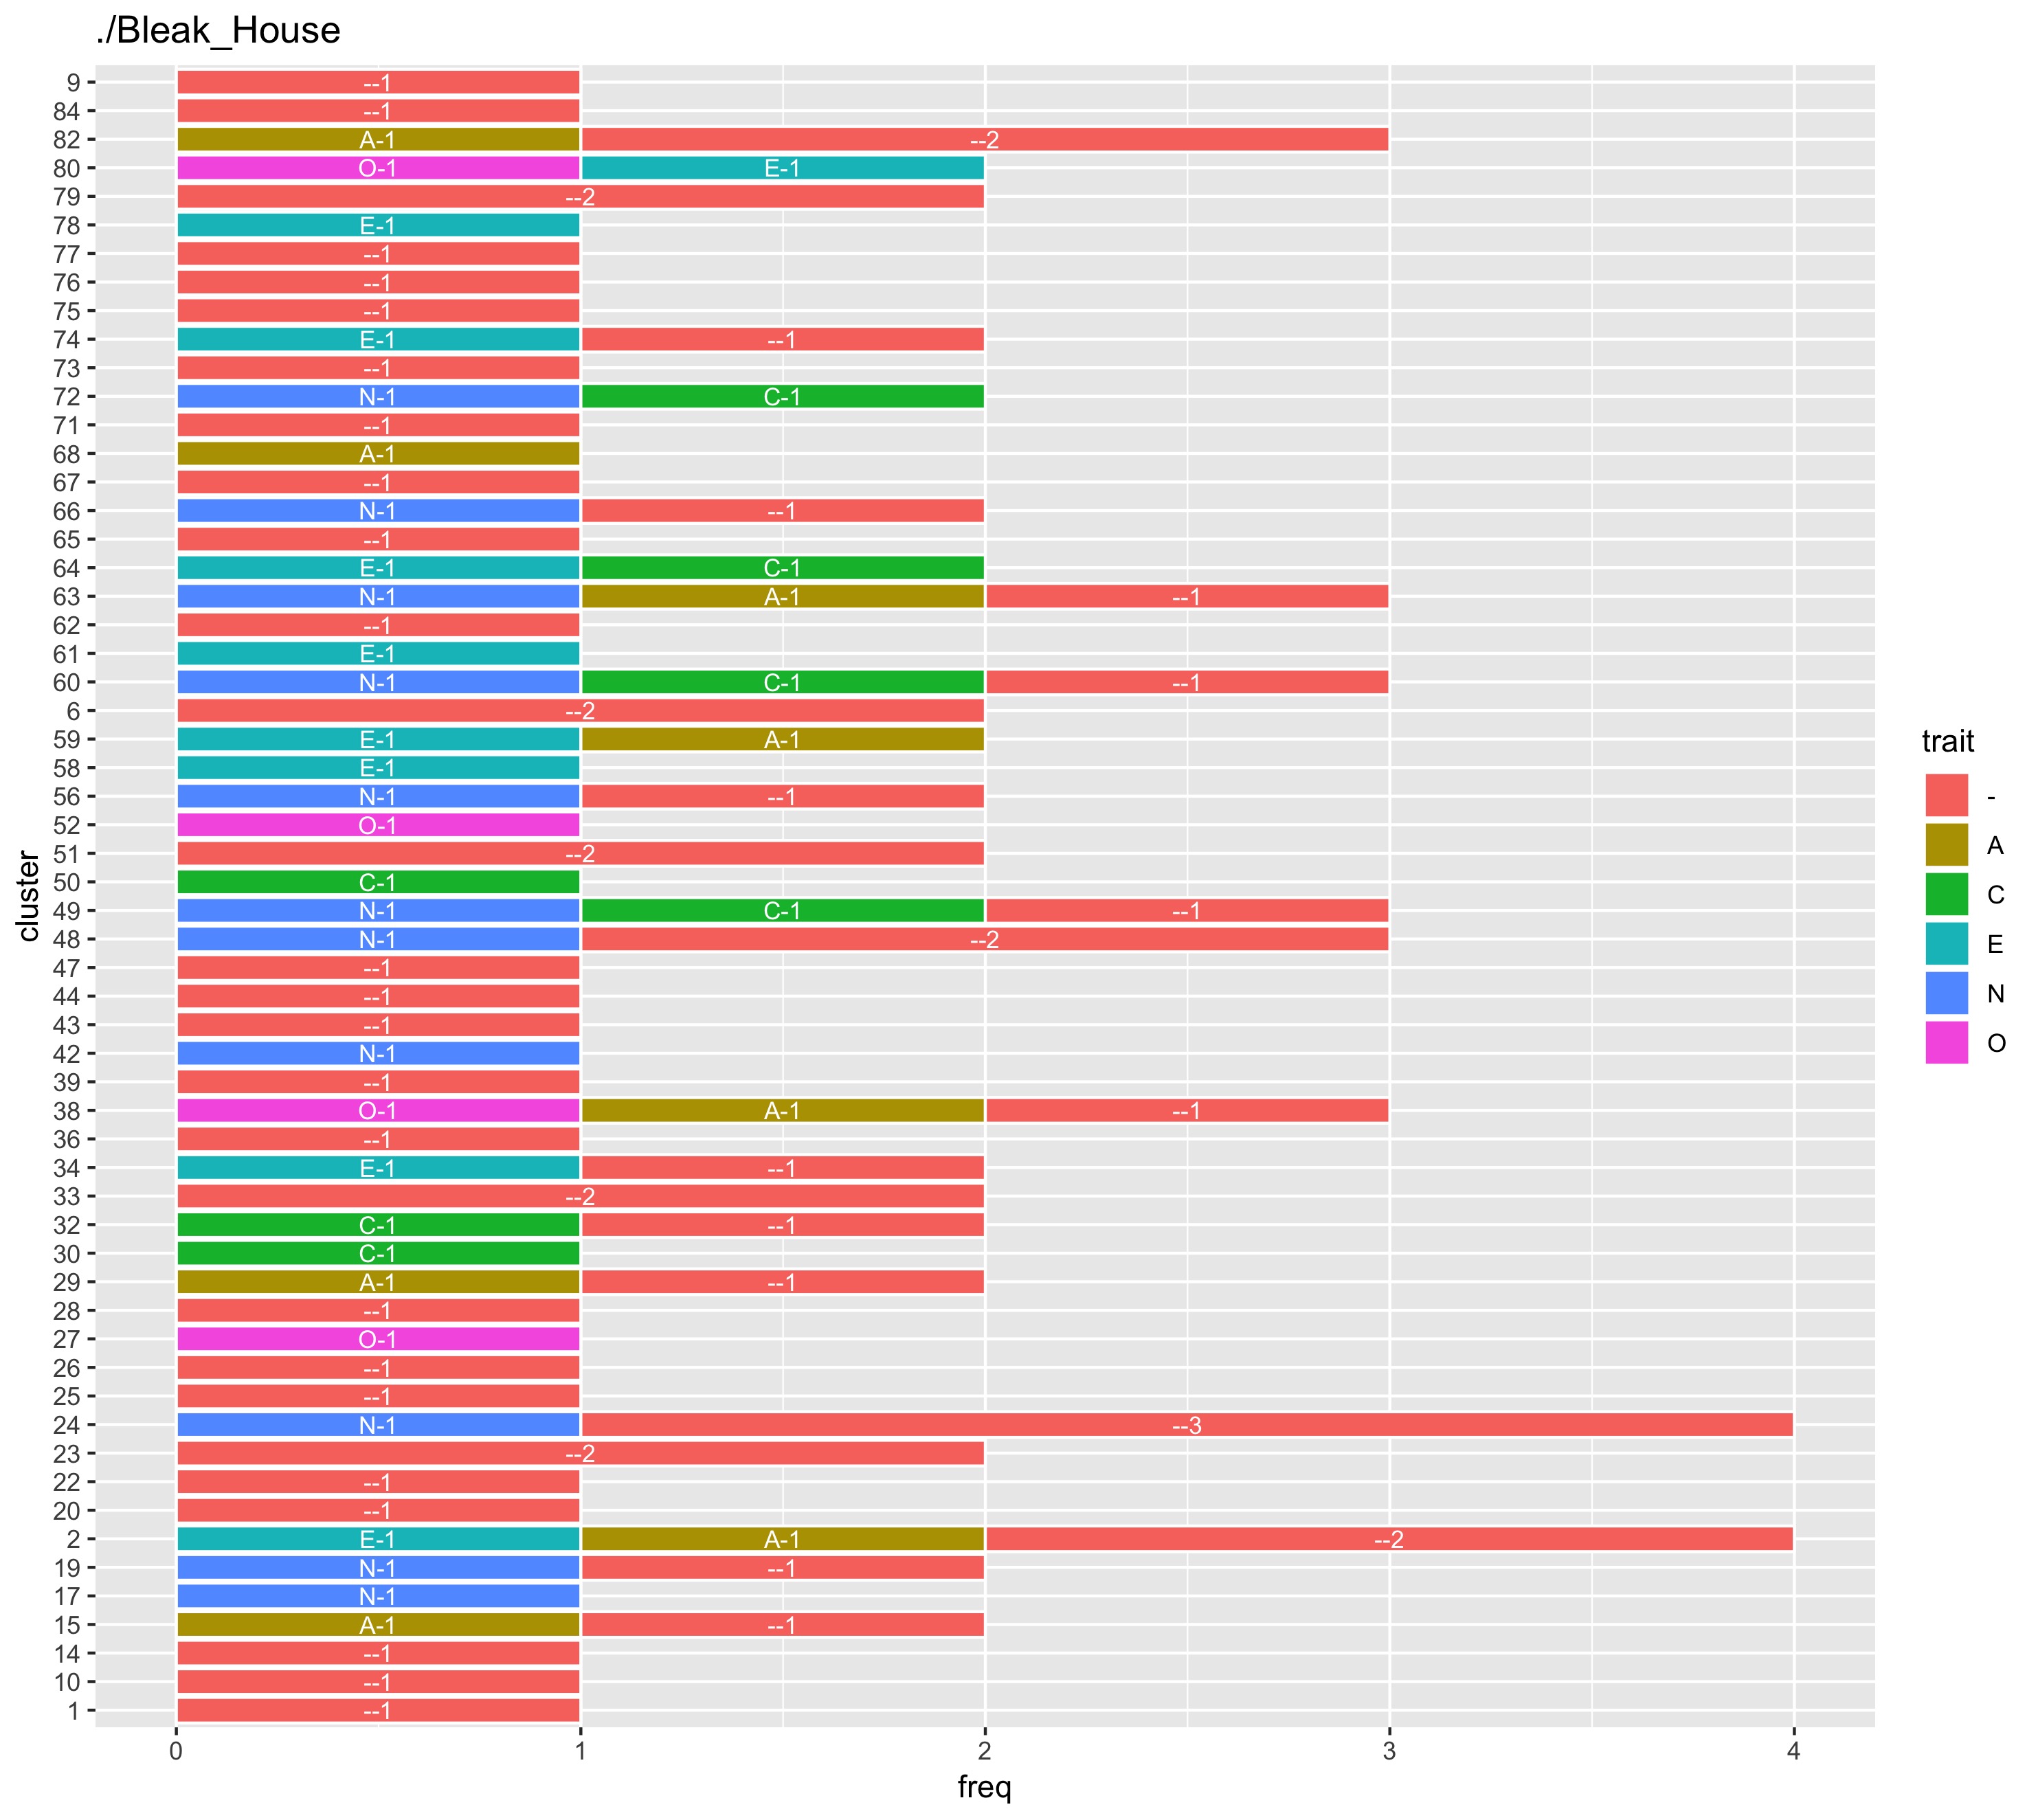 ./Bleak_House
9 --1
84 --1
82 A-1 --2
80 O-1 E-1
79 --2
78 E-1
77 --1
76 --1
75 --1
74 E-1 --1
73 --1
72 N-1 C-1
71 --1
68 A-1
67 --1
66 N-1 --1
65 --1
64 E-1 C-1
63 N-1 A-1 --1
62 --1
61 E-1
60 N-1 C-1 --1
6 --2
59 E-1 A-1
58 E-1
56 N-1 --1
52 O-1
51 --2
50 C-1
49 N-1 C-1 --1
48 N-1 --2
47 --1
44 --1
43 --1
42 N-1
39 --1
38 O-1 A-1 --1
36 --1
34 E-1 --1
33 --2
32 C-1 --1
30 C-1
29 A-1 --1
28 --1
27 O-1
26 --1
25 --1
24 N-1 --3
23 --2
22 --1
20 --1
2 E-1 A-1 --2
19 N-1 --1
17 N-1
15 A-1 --1
14 --1
10 --1
1 --1
0 1 2 3 4
freq
cluster
trait
-
A
C
E
N
O